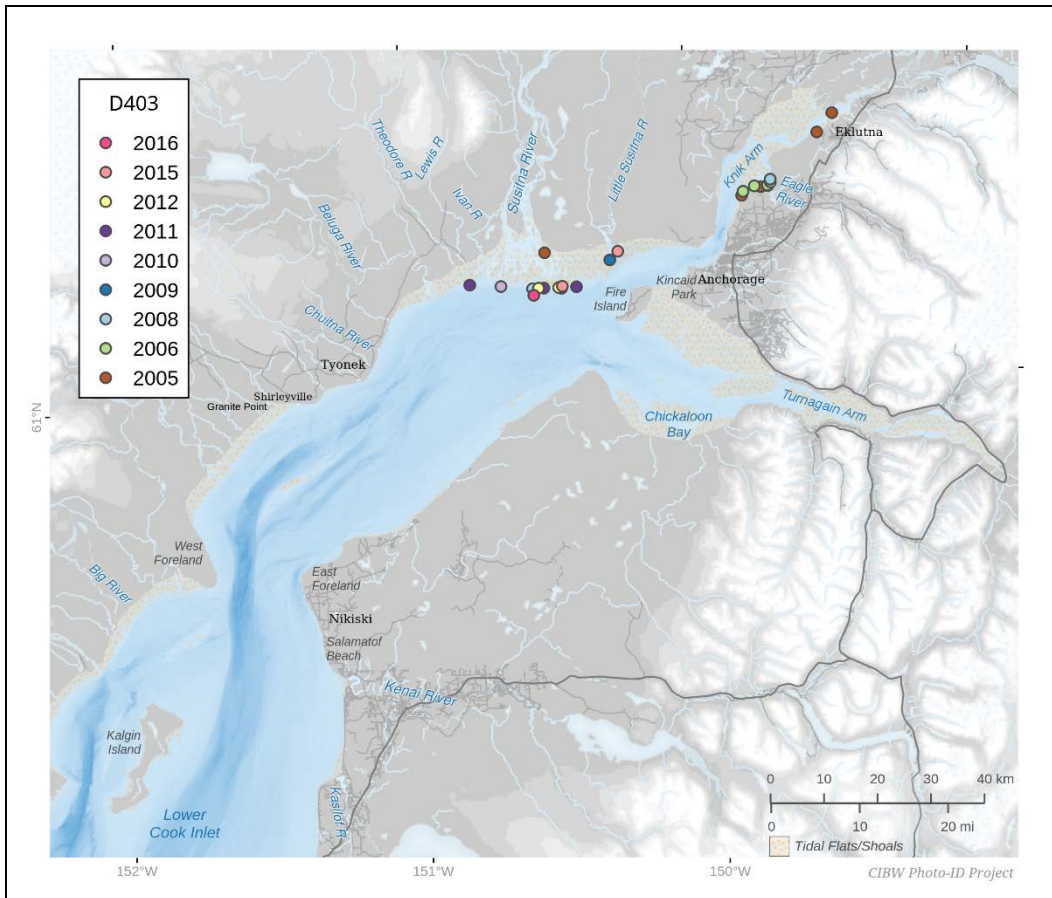 D403
2016
2015
2012
2011
2010
2009
2008
2006
2005
Theodore R
Lewis R
Ivan R
Susitna River
Little Susitna R
Beluga River
Chuitna River
Knik Arm
Eklutna
Eagle
River
Kincaid
Park
Anchorage
Fire
Island
Tyonek
Shirleyville
Granite Point
61°N
Chickaloon
Bay
Turnagain Arm
West
Foreland
Big River
East
Foreland
Nikiski
Salamatof
Beach
Kenai River
Kalgin
Island
Kasilof R
Lower
Cook Inlet
0 10 20 30 40 km
0 10 20 mi
Tidal Flats/Shoals
CIBW Photo-ID Project
152°W
151°W
150°W